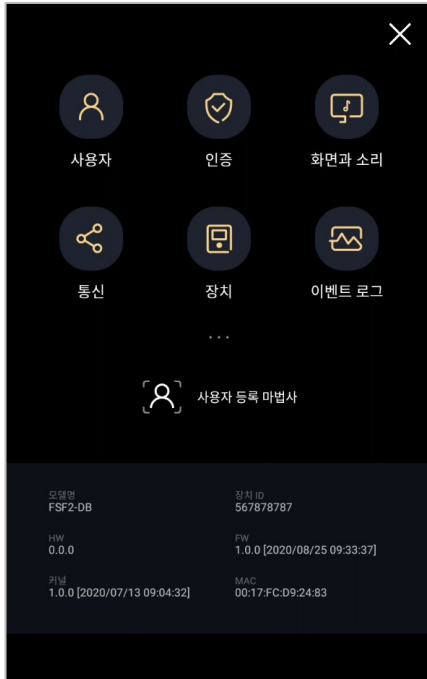 사용자 인증 화면과 소리
통신 장치 이벤트 로그
...
사용자 등록 마법사
모델명 장치 ID
FSF2-DB 567878787
HW FW
0.0.0 1.0.0 [2020/08/25 09:33:37]
커널 MAC
1.0.0 [2020/07/13 09:04:32] 00:17:FC:D9:24:83